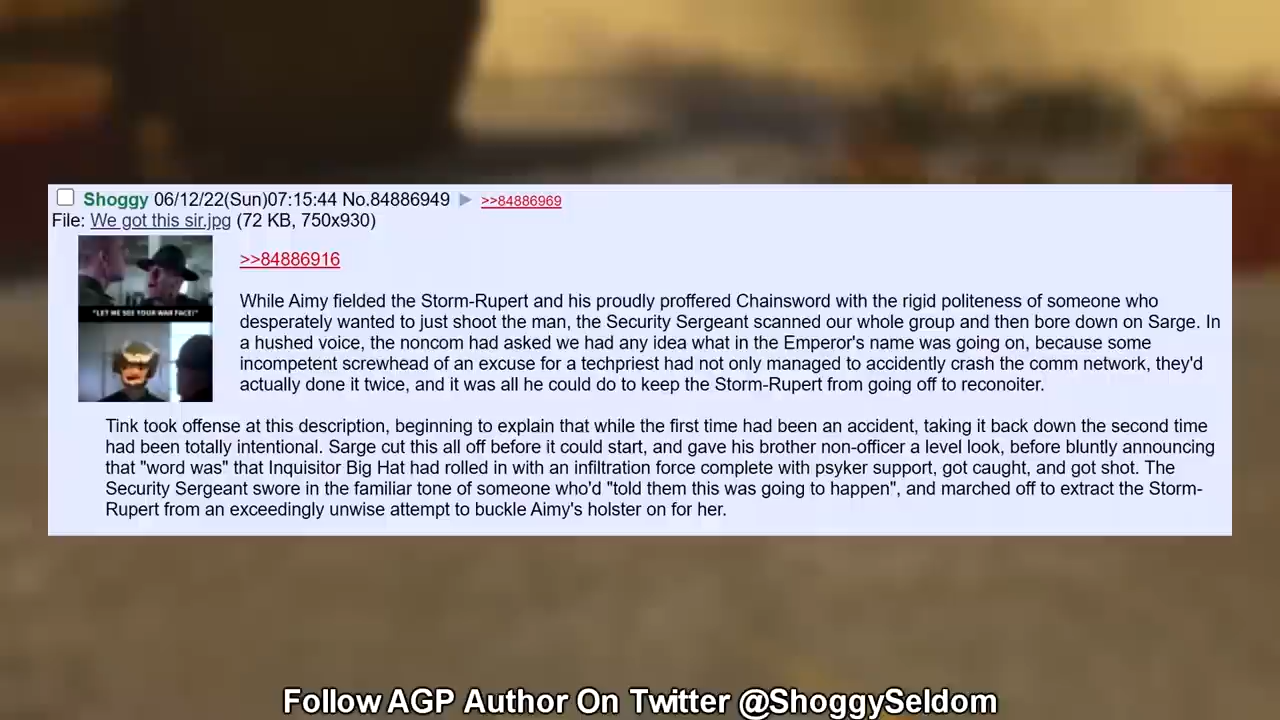 Shoggy 06/12/22(Sun)07:15:44 No.84886949 ▶ >>84886969
File: We got this sir.jpg (72 KB, 750x930)
"LET ME SEE YOUR WAR FACE!"
>>84886916
While Aimy fielded the Storm-Rupert and his proudly proffered Chainsword with the rigid politeness of someone who
desperately wanted to just shoot the man, the Security Sergeant scanned our whole group and then bore down on Sarge. In
a hushed voice, the noncom had asked we had any idea what in the Emperor's name was going on, because some
incompetent screwhead of an excuse for a techpriest had not only managed to accidently crash the comm network, they'd
actually done it twice, and it was all he could do to keep the Storm-Rupert from going off to reconoiter.
Tink took offense at this description, beginning to explain that while the first time had been an accident, taking it back down the second time
had been totally intentional. Sarge cut this all off before it could start, and gave his brother non-officer a level look, before bluntly announcing
that "word was" that Inquisitor Big Hat had rolled in with an infiltration force complete with psyker support, got caught, and got shot. The
Security Sergeant swore in the familiar tone of someone who'd "told them this was going to happen", and marched off to extract the Storm-
Rupert from an exceedingly unwise attempt to buckle Aimy's holster on for her.
Follow AGP Author On Twitter @ShoggySeldom